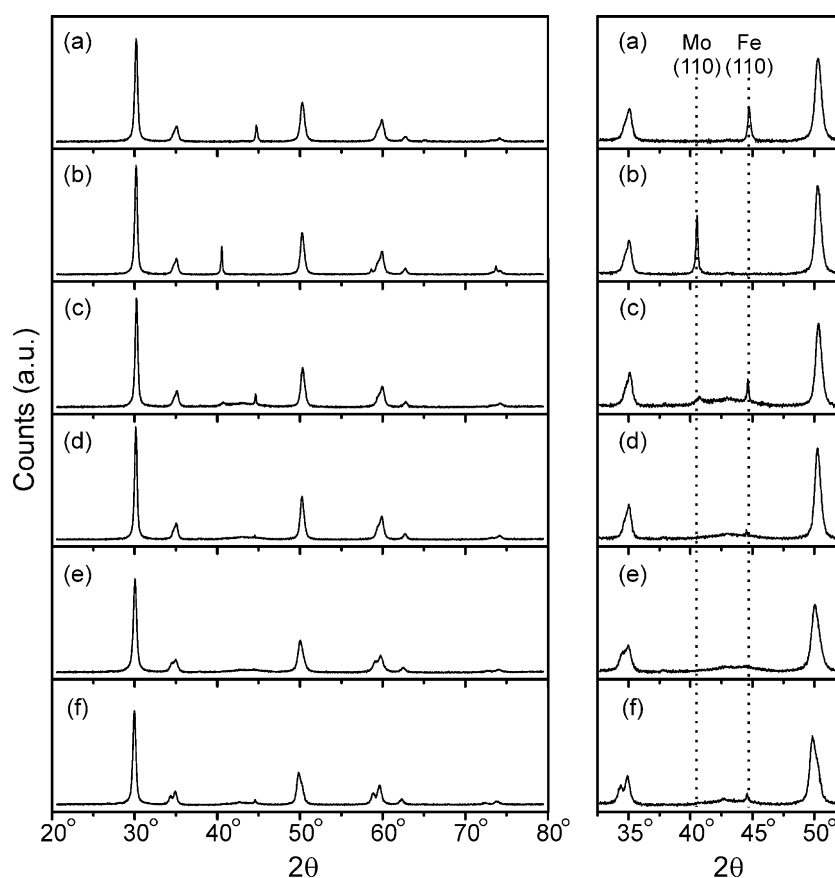 (a)
(b)
(c)
(d)
(e)
(f)
Counts (a.u.)
20° 30° 40° 50° 60° 70° 80°
2θ
(a) Mo Fe
(110) (110)
(b)
(c)
(d)
(e)
(f)
35° 40° 45° 50°
2θ